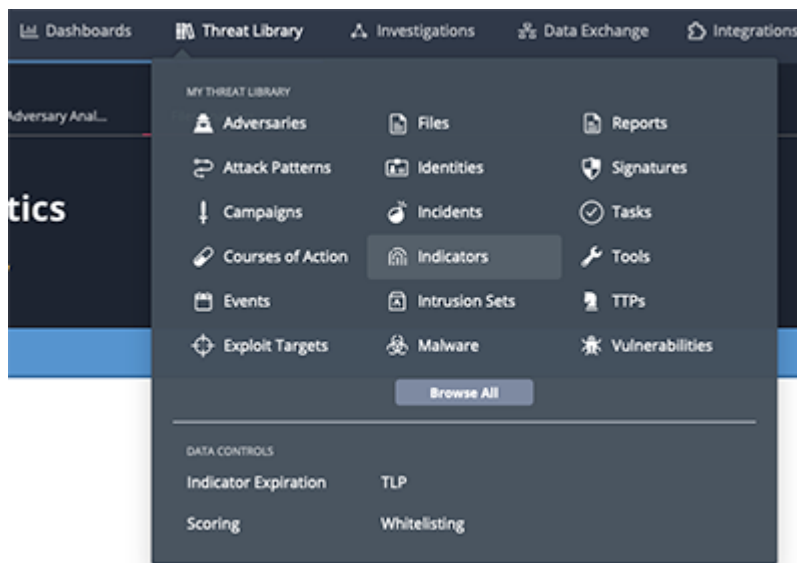 Dashboards Threat Library Investigations Data Exchange Integrations
Adversary Anal...
tics
MY THREAT LIBRARY
Adversaries Files Reports
Attack Patterns Identities Signatures
Campaigns Incidents Tasks
Courses of Action Indicators Tools
Events Intrusion Sets TTPs
Exploit Targets Malware Vulnerabilities
Browse All
DATA CONTROLS
Indicator Expiration TLP
Scoring Whitelisting